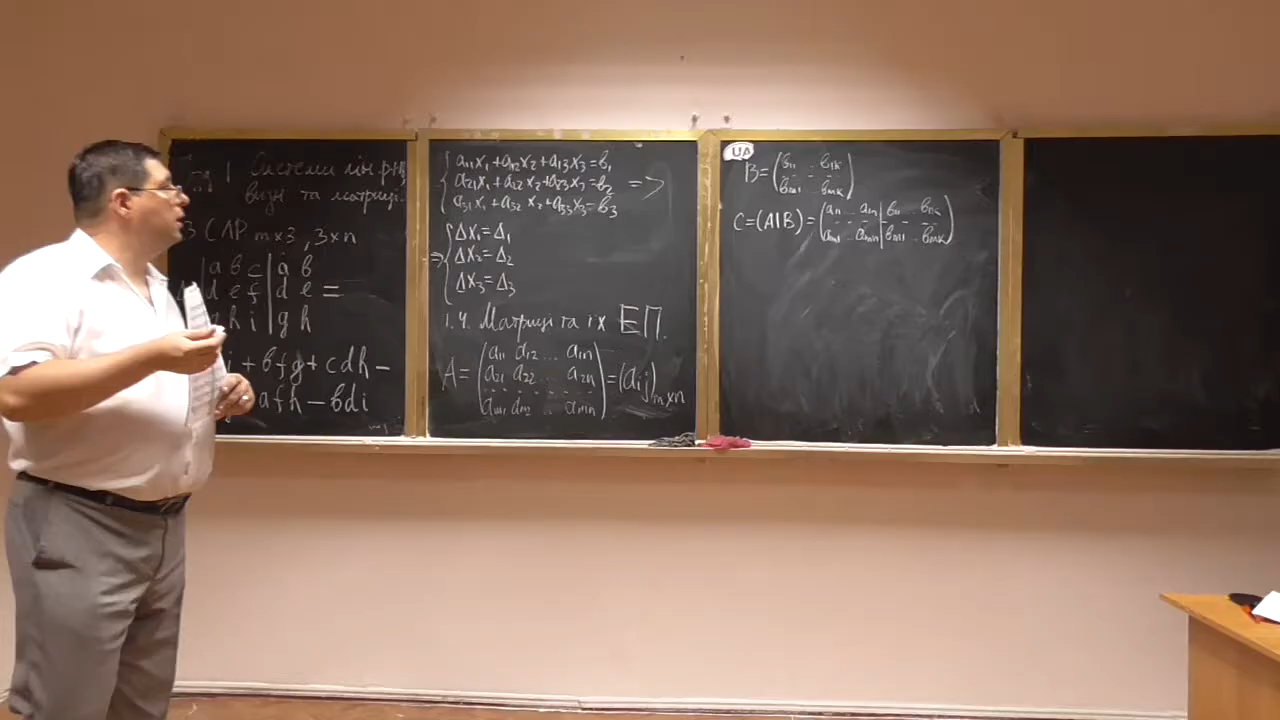 1 Системи лін рн,
визн та матриці.
3 СЛР m×3, 3×n
| a b c | a b
d e f | d e =
g h i | g h
i + bfg + cdh −
afh − bdi
{ a₁₁x₁ + a₁₂x₂ + a₁₃x₃ = b₁
a₂₁x₁ + a₂₂x₂ + a₂₃x₃ = b₂ =>
a₃₁x₁ + a₃₂x₂ + a₃₃x₃ = b₃
{ Δx₁ = Δ₁
=> Δx₂ = Δ₂
Δx₃ = Δ₃
1.4. Матриці та їх ЕП.
( a₁₁ a₁₂ ... a₁ₙ )
A = ( a₂₁ a₂₂ ... a₂ₙ ) = (aᵢⱼ)ₘₓₙ
( aₘ₁ aₘ₂ ... aₘₙ )
UA
B = ( b₁₁ ... b₁ₖ )
( bₘ₁ ... bₘₖ )
C = (A|B) = ( a₁₁ ... a₁ₙ | b₁₁ ... b₁ₖ )
( aₘ₁ ... aₘₙ | bₘ₁ ... bₘₖ )